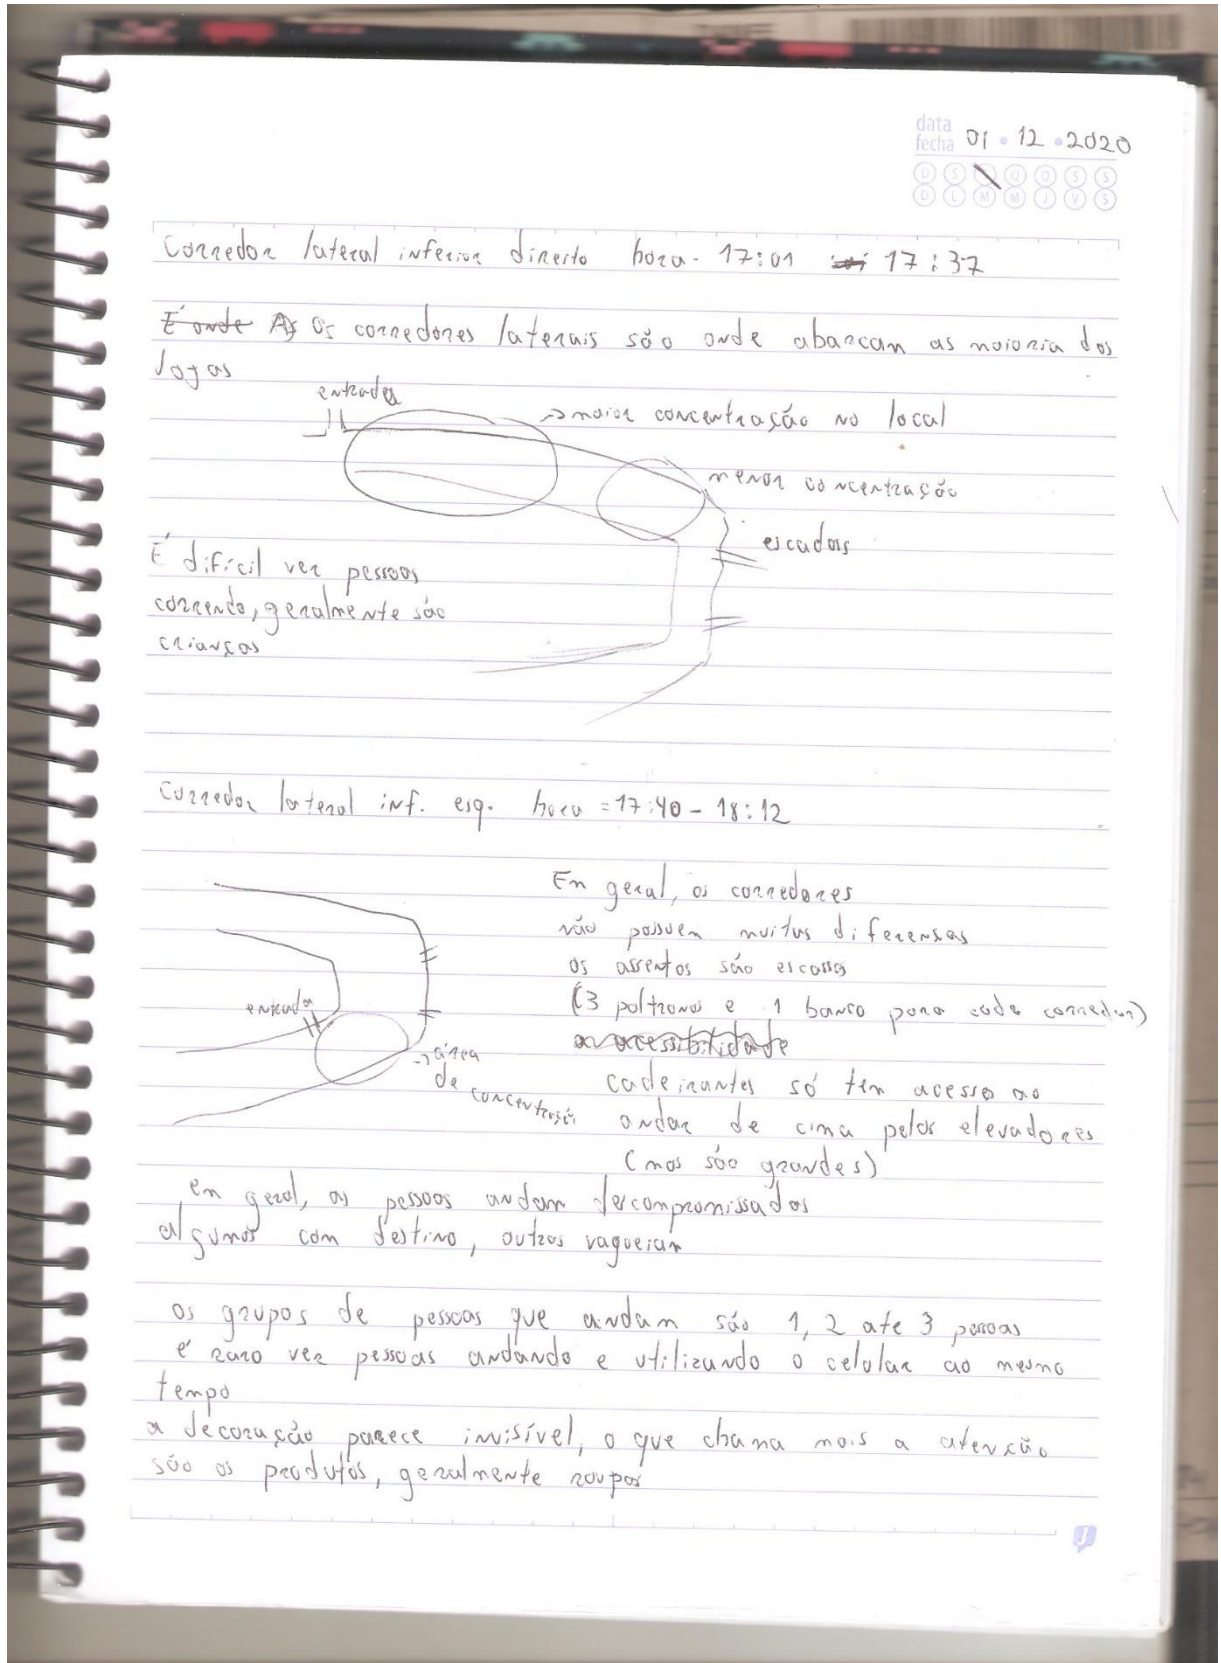 data
fecha 01 • 12 • 2020
D S Q Q S S
D L M M J V S
Corredor lateral inferior direito hora - 17:01 17:37
É onde As Os corredores laterais são onde abarcam as maioria dos
lojas
entrada
-> maior concentração no local
menor concentração
escadas
É difícil ver pessoas
correndo, geralmente são
crianças
Corredor lateral inf. esq. hora = 17:40 - 18:12
Em geral, os corredores
não possuem muitas diferensas
os assentos são escassos
(3 poltronas e 1 banco para cada corredor)
a acessibilidade
entrada
-> área
de concentração
cadeirantes só tem acesso ao
andar de cima pelos elevadores
(mas são grandes)
em geral, as pessoas andam descompromissadas
algumas com destino, outras vagueiam
os grupos de pessoas que andam são 1, 2 ate 3 pessoas
é raro ver pessoas andando e utilizando o celular ao mesmo
tempo
a decoração parece invisível, o que chama mais a atenção
são os produtos, geralmente roupas